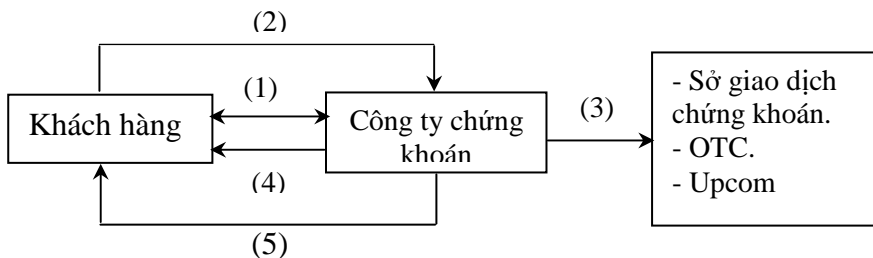 (2)
- Sở giao dịch
chứng khoán.
- OTC.
- Upcom
(1)
(3)
Khách hàng
Công ty chứng
khoán
(4)
(5)